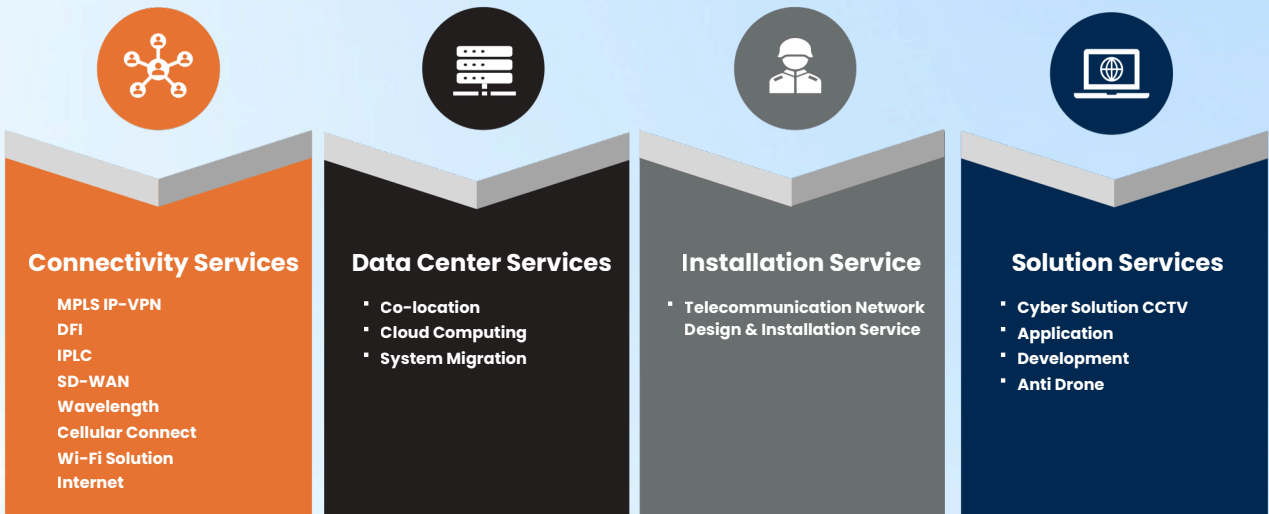 Connectivity Services
MPLS IP-VPN
DFI
IPLC
SD-WAN
Wavelength
Cellular Connect
Wi-Fi Solution
Internet
Data Center Services
Co-location
Cloud Computing
System Migration
Installation Service
Telecommunication Network
Design & Installation Service
Solution Services
Cyber Solution CCTV
Application
Development
Anti Drone